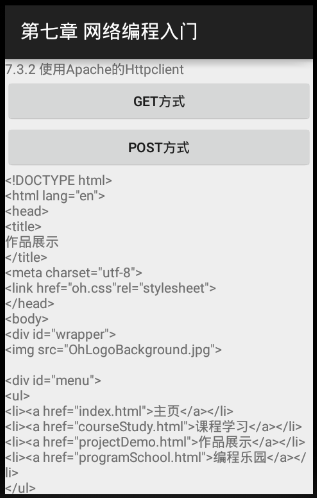 第七章 网络编程入门
7.3.2 使用Apache的Httpclient
GET方式
POST方式
<!DOCTYPE html>
<html lang="en">
<head>
<title>
作品展示
</title>
<meta charset="utf-8">
<link href="oh.css"rel="stylesheet">
</head>
<body>
<div id="wrapper">
<img src="OhLogoBackground.jpg">
<div id="menu">
<ul>
<li><a href="index.html">主页</a></li>
<li><a href="courseStudy.html">课程学习</a></li>
<li><a href="projectDemo.html">作品展示</a></li>
<li><a href="programSchool.html">编程乐园</a></
li>
</ul>